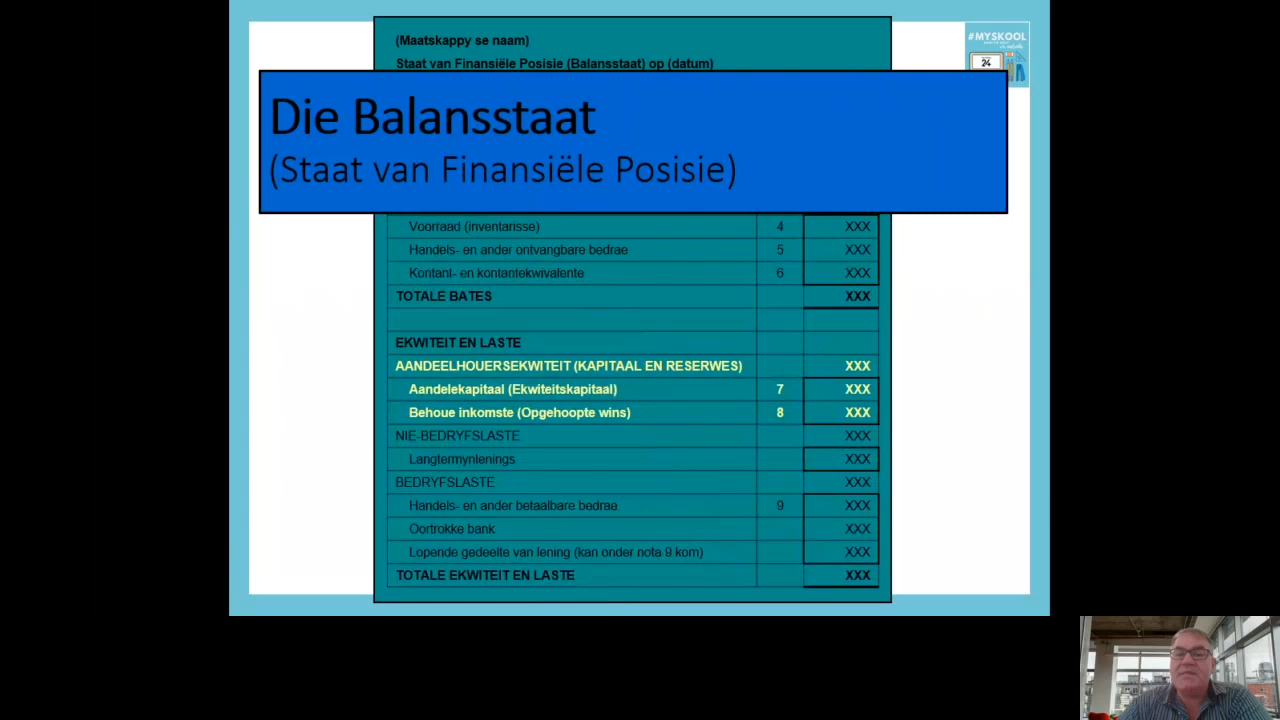 (Maatskappy se naam)
Staat van Finansiële Posisie (Balansstaat) op (datum)
#MYSKOOL
24
Die Balansstaat
(Staat van Finansiële Posisie)
Voorraad (inventarisse) 4 XXX
Handels- en ander ontvangbare bedrae 5 XXX
Kontant- en kontantekwivalente 6 XXX
TOTALE BATES XXX
EKWITEIT EN LASTE
AANDEELHOUERSEKWITEIT (KAPITAAL EN RESERWES) XXX
Aandelekapitaal (Ekwiteitskapitaal) 7 XXX
Behoue inkomste (Opgehoopte wins) 8 XXX
NIE-BEDRYFSLASTE XXX
Langtermynlenings XXX
BEDRYFSLASTE XXX
Handels- en ander betaalbare bedrae 9 XXX
Oortrokke bank XXX
Lopende gedeelte van lening (kan onder nota 9 kom) XXX
TOTALE EKWITEIT EN LASTE XXX